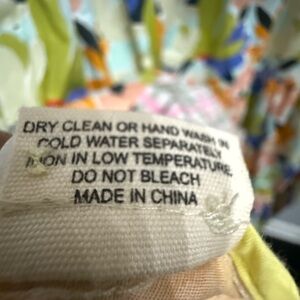 DRY CLEAN OR HAND WASH IN
COLD WATER SEPARATELY
IRON IN LOW TEMPERATURE
DO NOT BLEACH
MADE IN CHINA